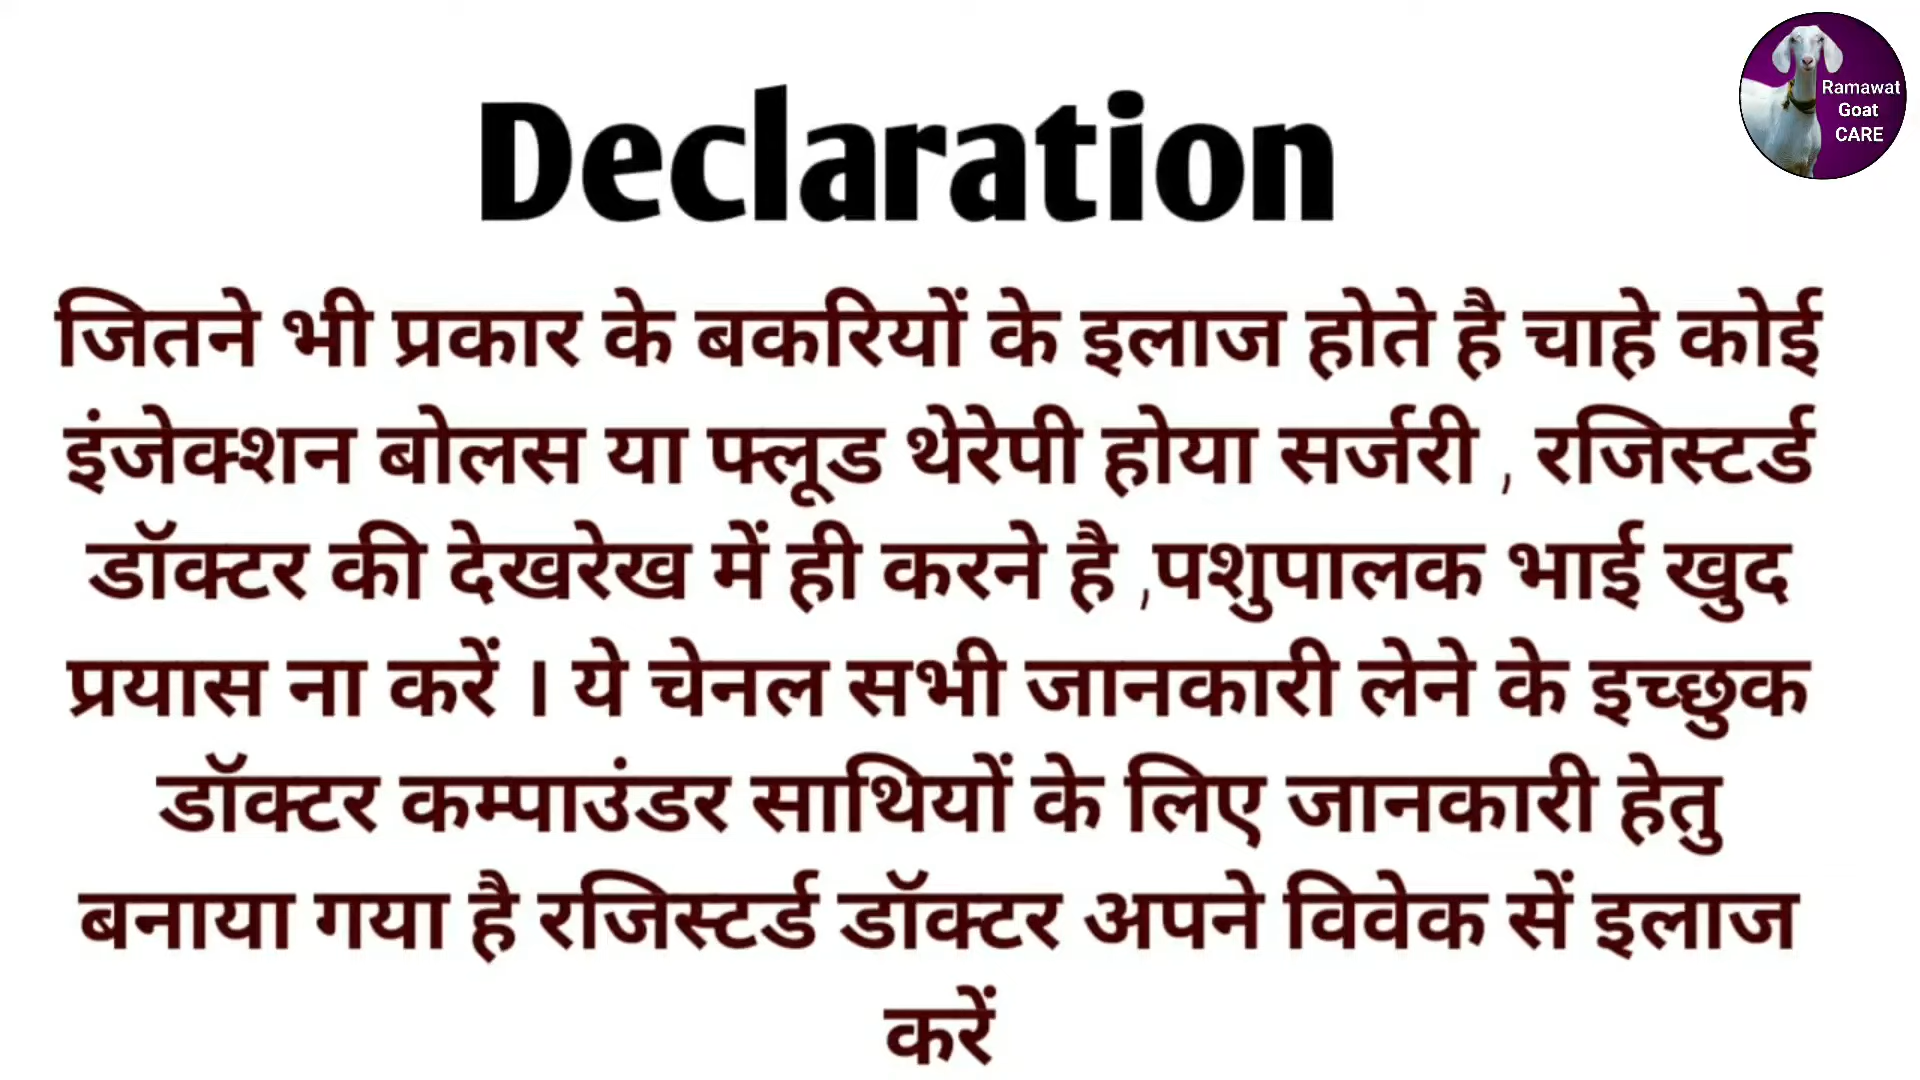 Declaration
Ramawat
Goat
CARE
जितने भी प्रकार के बकरियों के इलाज होते है चाहे कोई
इंजेक्शन बोलस या फ्लूड थेरेपी होया सर्जरी , रजिस्टर्ड
डॉक्टर की देखरेख में ही करने है ,पशुपालक भाई खुद
प्रयास ना करें । ये चेनल सभी जानकारी लेने के इच्छुक
डॉक्टर कम्पाउंडर साथियों के लिए जानकारी हेतु
बनाया गया है रजिस्टर्ड डॉक्टर अपने विवेक सें इलाज
करें